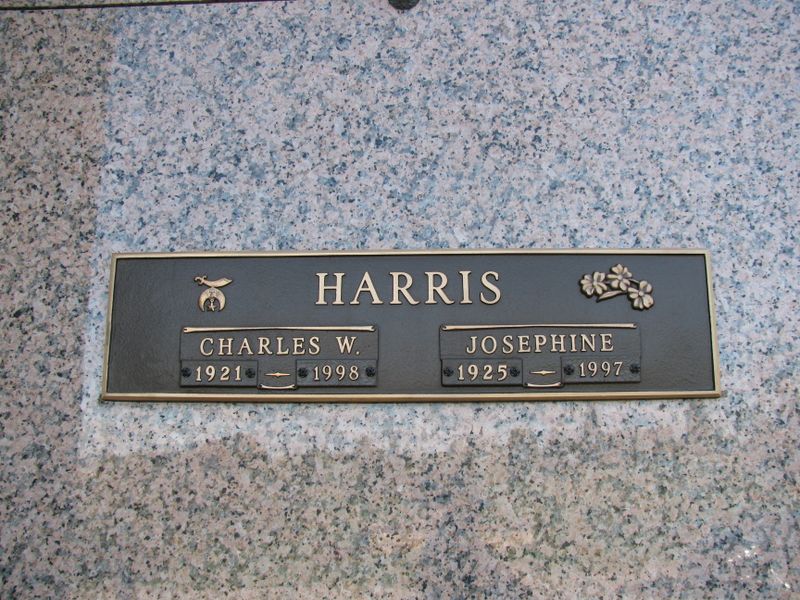 HARRIS
CHARLES W.
1921 – 1998
JOSEPHINE
1925 – 1997